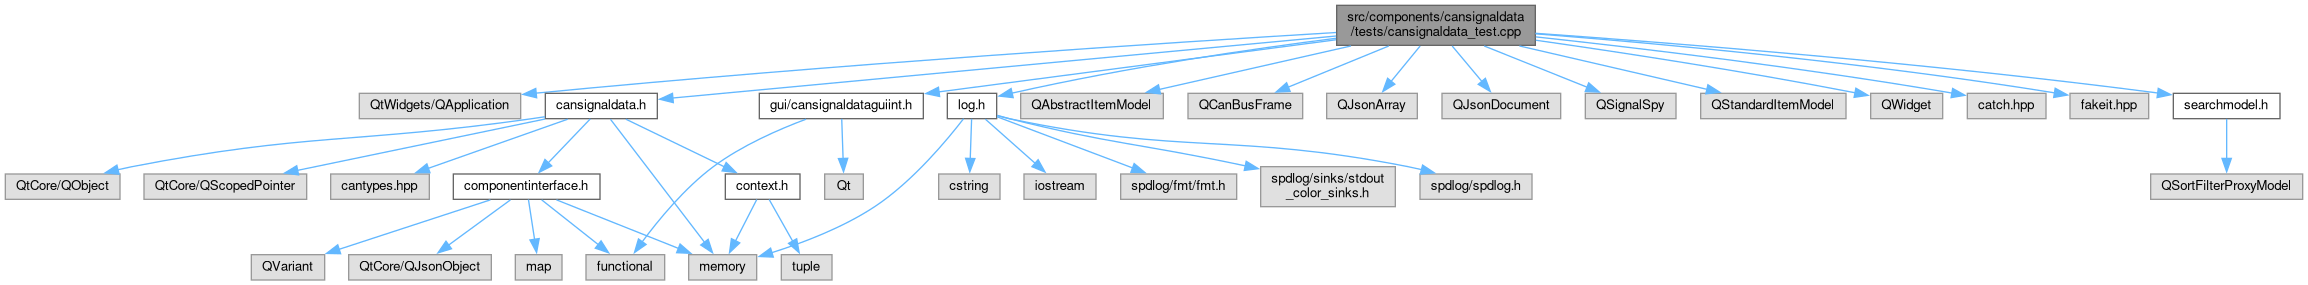 src/components/cansignaldata
/tests/cansignaldata_test.cpp
QtWidgets/QApplication
cansignaldata.h
gui/cansignaldataguiint.h
log.h
QAbstractItemModel
QCanBusFrame
QJsonArray
QJsonDocument
QSignalSpy
QStandardItemModel
QWidget
catch.hpp
fakeit.hpp
searchmodel.h
QtCore/QObject
QtCore/QScopedPointer
cantypes.hpp
componentinterface.h
context.h
Qt
cstring
iostream
spdlog/fmt/fmt.h
spdlog/sinks/stdout
_color_sinks.h
spdlog/spdlog.h
QSortFilterProxyModel
QVariant
QtCore/QJsonObject
map
functional
memory
tuple